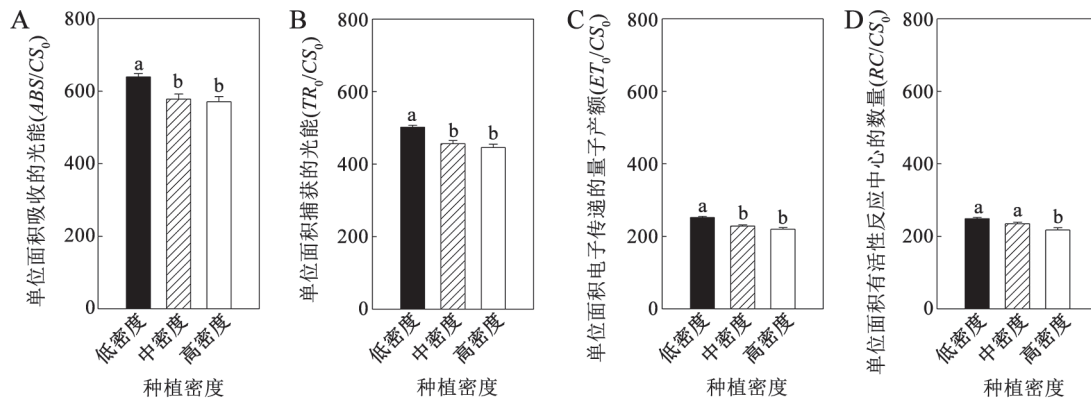 A
单位面积吸收的光能(ABS/CS₀)
800
600
400
200
0
a
b
b
低密度
中密度
高密度
种植密度
B
单位面积捕获的光能(TR₀/CS₀)
800
600
400
200
0
a
b
b
低密度
中密度
高密度
种植密度
C
单位面积电子传递的量子产额(ET₀/CS₀)
800
600
400
200
0
a
b
b
低密度
中密度
高密度
种植密度
D
单位面积有活性反应中心的数量(RC/CS₀)
800
600
400
200
0
a
a
b
低密度
中密度
高密度
种植密度